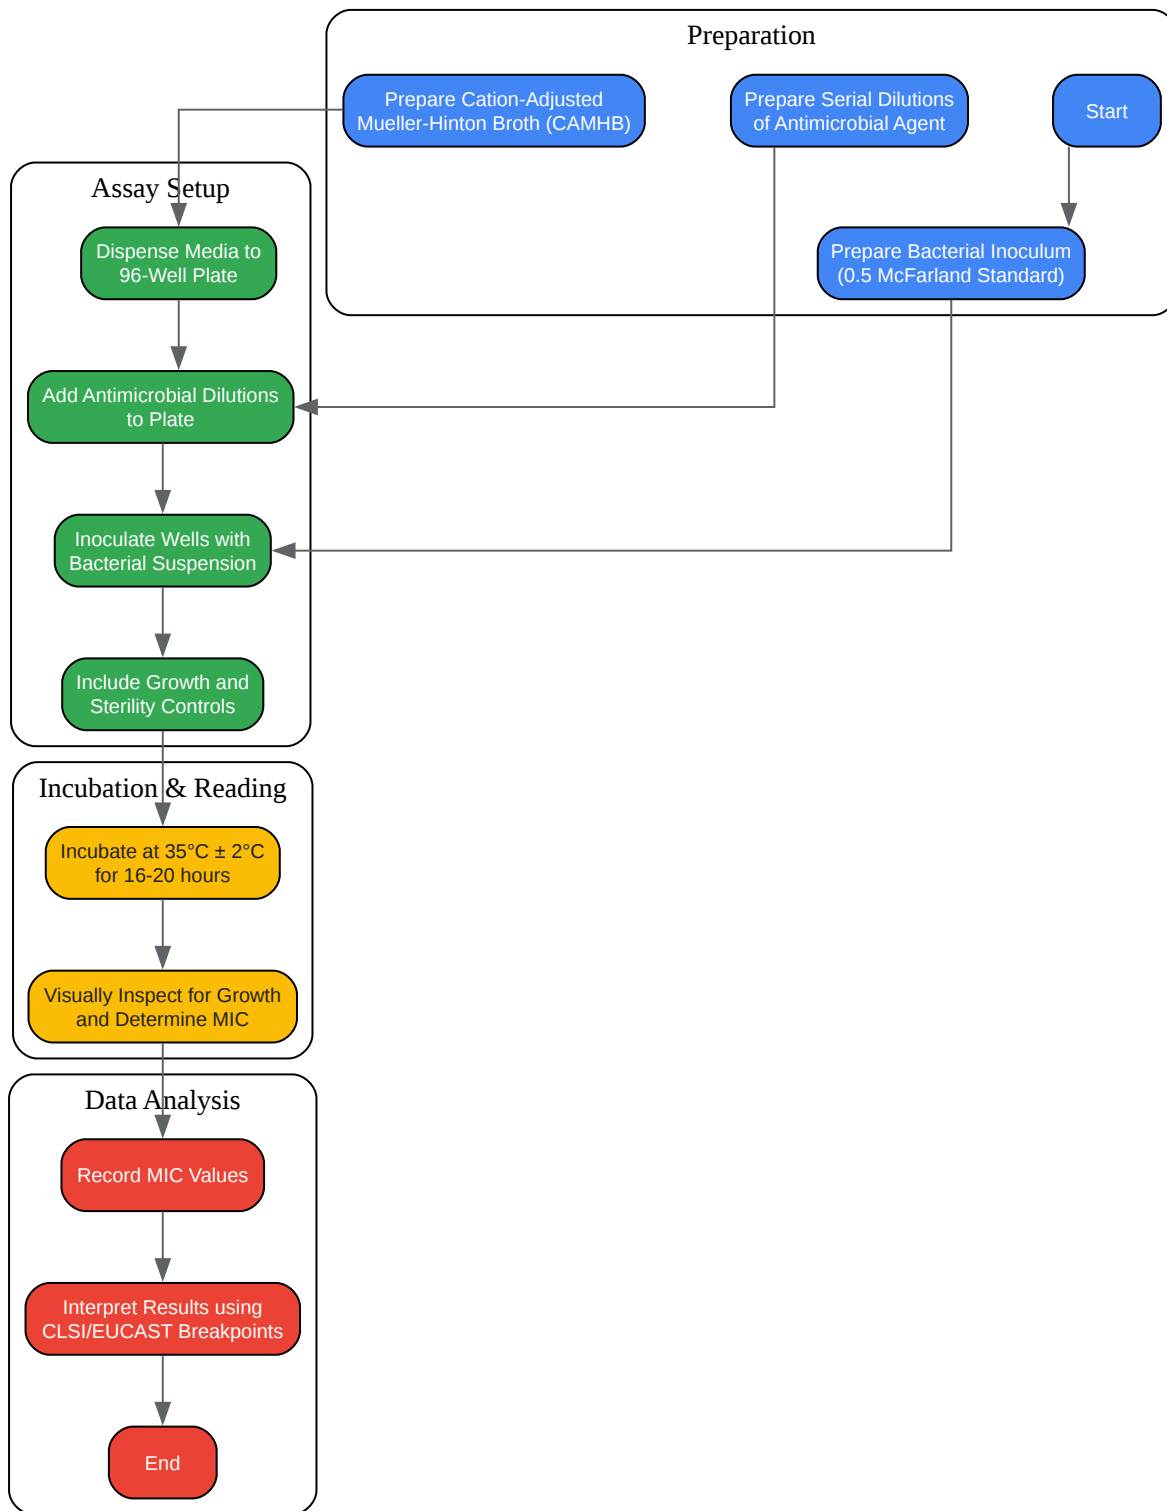 Preparation
Prepare Cation-Adjusted
Mueller-Hinton Broth (CAMHB)
Prepare Serial Dilutions
of Antimicrobial Agent
Start
Prepare Bacterial Inoculum
(0.5 McFarland Standard)
Assay Setup
Dispense Media to
96-Well Plate
Add Antimicrobial Dilutions
to Plate
Inoculate Wells with
Bacterial Suspension
Include Growth and
Sterility Controls
Incubation & Reading
Incubate at 35°C ± 2°C
for 16-20 hours
Visually Inspect for Growth
and Determine MIC
Data Analysis
Record MIC Values
Interpret Results using
CLSI/EUCAST Breakpoints
End